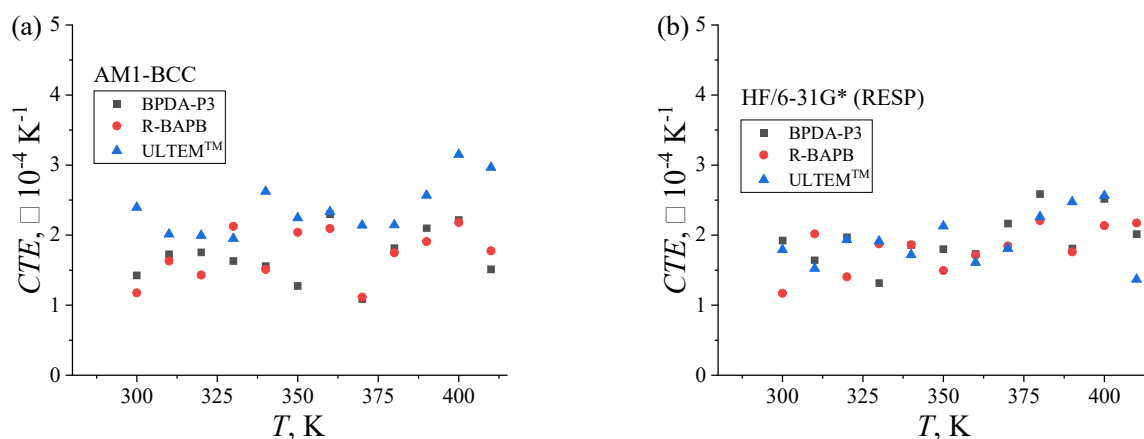 (a)
AM1-BCC
BPDA-P3
R-BAPB
ULTEM™
CTE, □ 10⁻⁴ K⁻¹
5
4
3
2
1
0
300 325 350 375 400
T, K
(b)
HF/6-31G* (RESP)
BPDA-P3
R-BAPB
ULTEM™
CTE, □ 10⁻⁴ K⁻¹
5
4
3
2
1
0
300 325 350 375 400
T, K